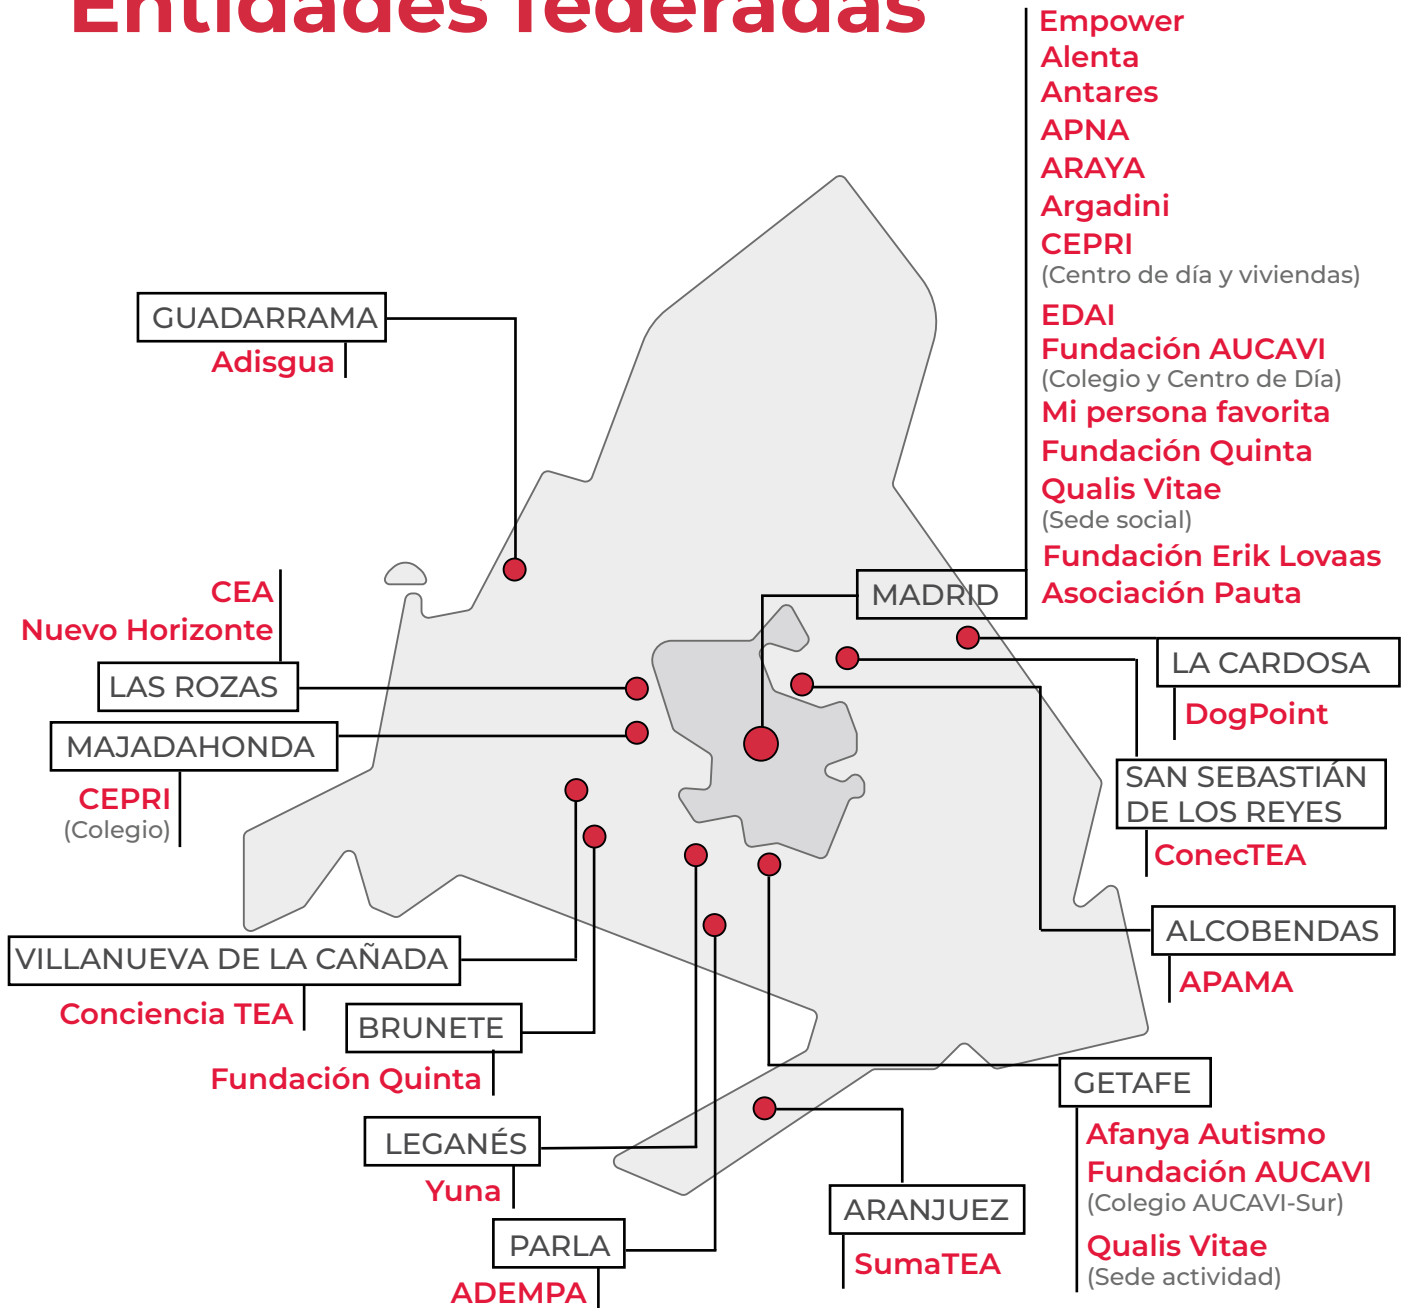 Entidades federadas
Empower
Alenta
Antares
APNA
ARAYA
Argadini
CEPRI
(Centro de día y viviendas)
EDAI
Fundación AUCAVI
(Colegio y Centro de Día)
Mi persona favorita
Fundación Quinta
Qualis Vitae
(Sede social)
Fundación Erik Lovaas
Asociación Pauta
MADRID
GUADARRAMA
Adisgua
CEA
Nuevo Horizonte
LAS ROZAS
MAJADAHONDA
CEPRI
(Colegio)
LA CARDOSA
DogPoint
SAN SEBASTIÁN
DE LOS REYES
ConecTEA
ALCOBENDAS
APAMA
VILLANUEVA DE LA CAÑADA
Conciencia TEA
BRUNETE
Fundación Quinta
LEGANÉS
Yuna
PARLA
ADEMPA
ARANJUEZ
SumaTEA
GETAFE
Afanya Autismo
Fundación AUCAVI
(Colegio AUCAVI-Sur)
Qualis Vitae
(Sede actividad)